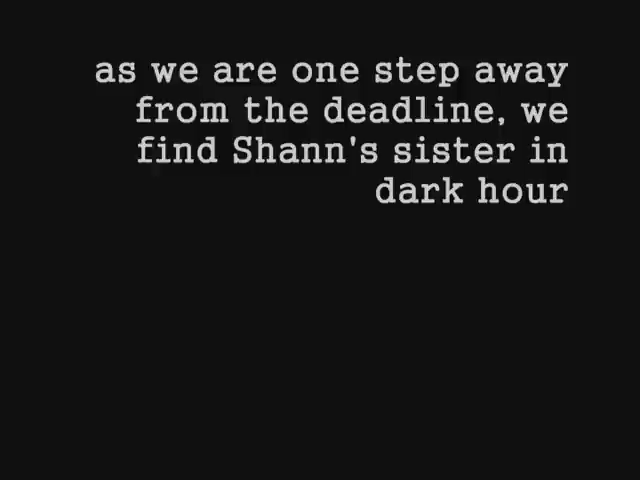 as we are one step away
from the deadline, we
find Shann's sister in
dark hour